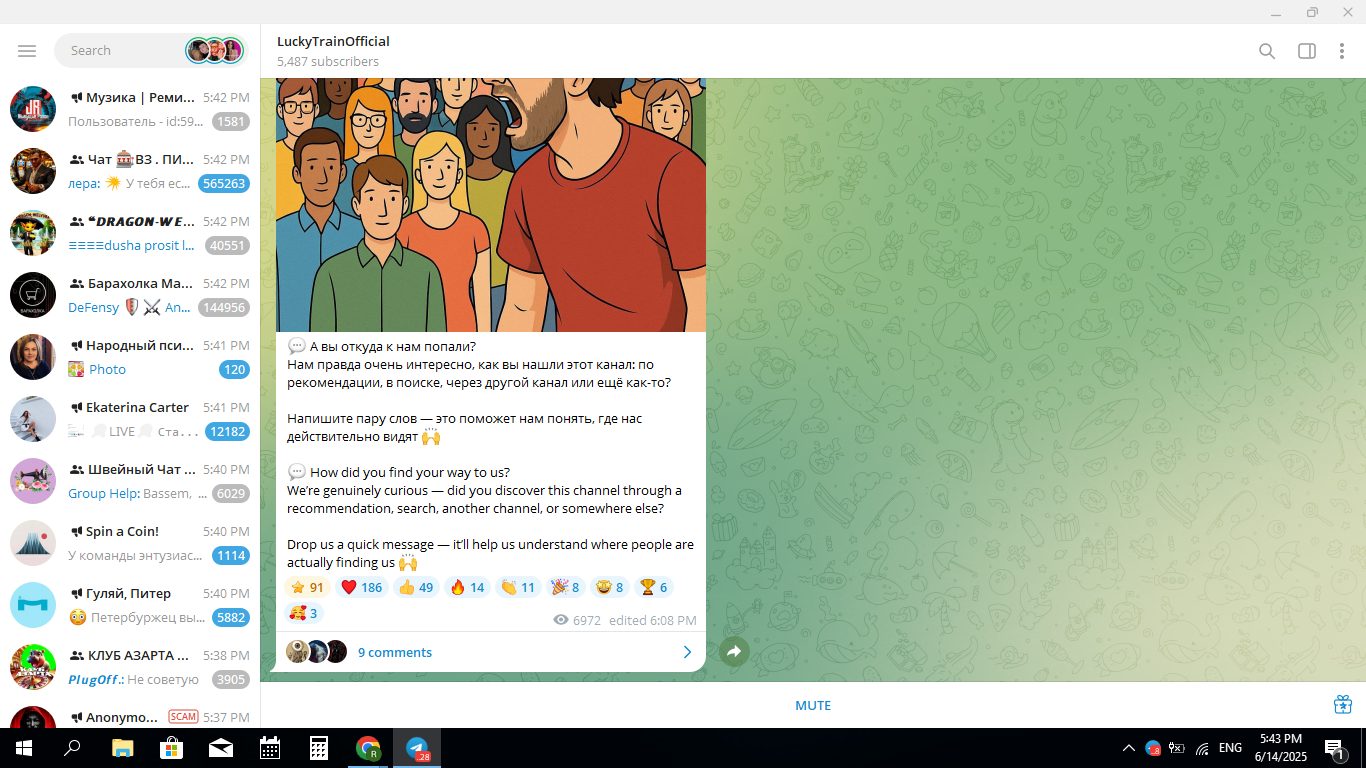 Search
Музика | Реми... 5:42 PM
Пользователь - id:59... 1581
Чат 🎰ВЗ . ПИ... 5:42 PM
лера: ☀️ У тебя ес... 565263
❝𝑫𝑹𝑨𝑮𝑶𝑵-𝑾𝑬... 5:42 PM
☰☰☰☰dusha prosit l... 40551
Барахолка Ма... 5:42 PM
DeFensy 🛡 ⚔️ An... 144956
Народный пси... 5:41 PM
Photo 120
Ekaterina Carter 5:41 PM
LIVE 💭 Ста... 12182
Швейный Чат ... 5:40 PM
Group Help: Bassem, ... 6029
Spin a Coin! 5:40 PM
У команды энтузиас... 1114
Гуляй, Питер 5:40 PM
😳 Петербуржец вы... 5882
КЛУБ АЗАРТА ... 5:38 PM
𝙋𝙡𝙪𝙜𝙊𝙛𝙛.: Не советую 3905
Anonymo... SCAM 5:37 PM
LuckyTrainOfficial
5,487 subscribers
💬 А вы откуда к нам попали?
Нам правда очень интересно, как вы нашли этот канал: по
рекомендации, в поиске, через другой канал или ещё как-то?
Напишите пару слов — это поможет нам понять, где нас
действительно видят 🙌
💬 How did you find your way to us?
We’re genuinely curious — did you discover this channel through a
recommendation, search, another channel, or somewhere else?
Drop us a quick message — it’ll help us understand where people are
actually finding us 🙌
⭐ 91 ❤️ 186 👍 49 🔥 14 👏 11 🎉 8 🤩 8 🏆 6
🥰 3
6972 edited 6:08 PM
9 comments
MUTE
ENG
5:43 PM
6/14/2025